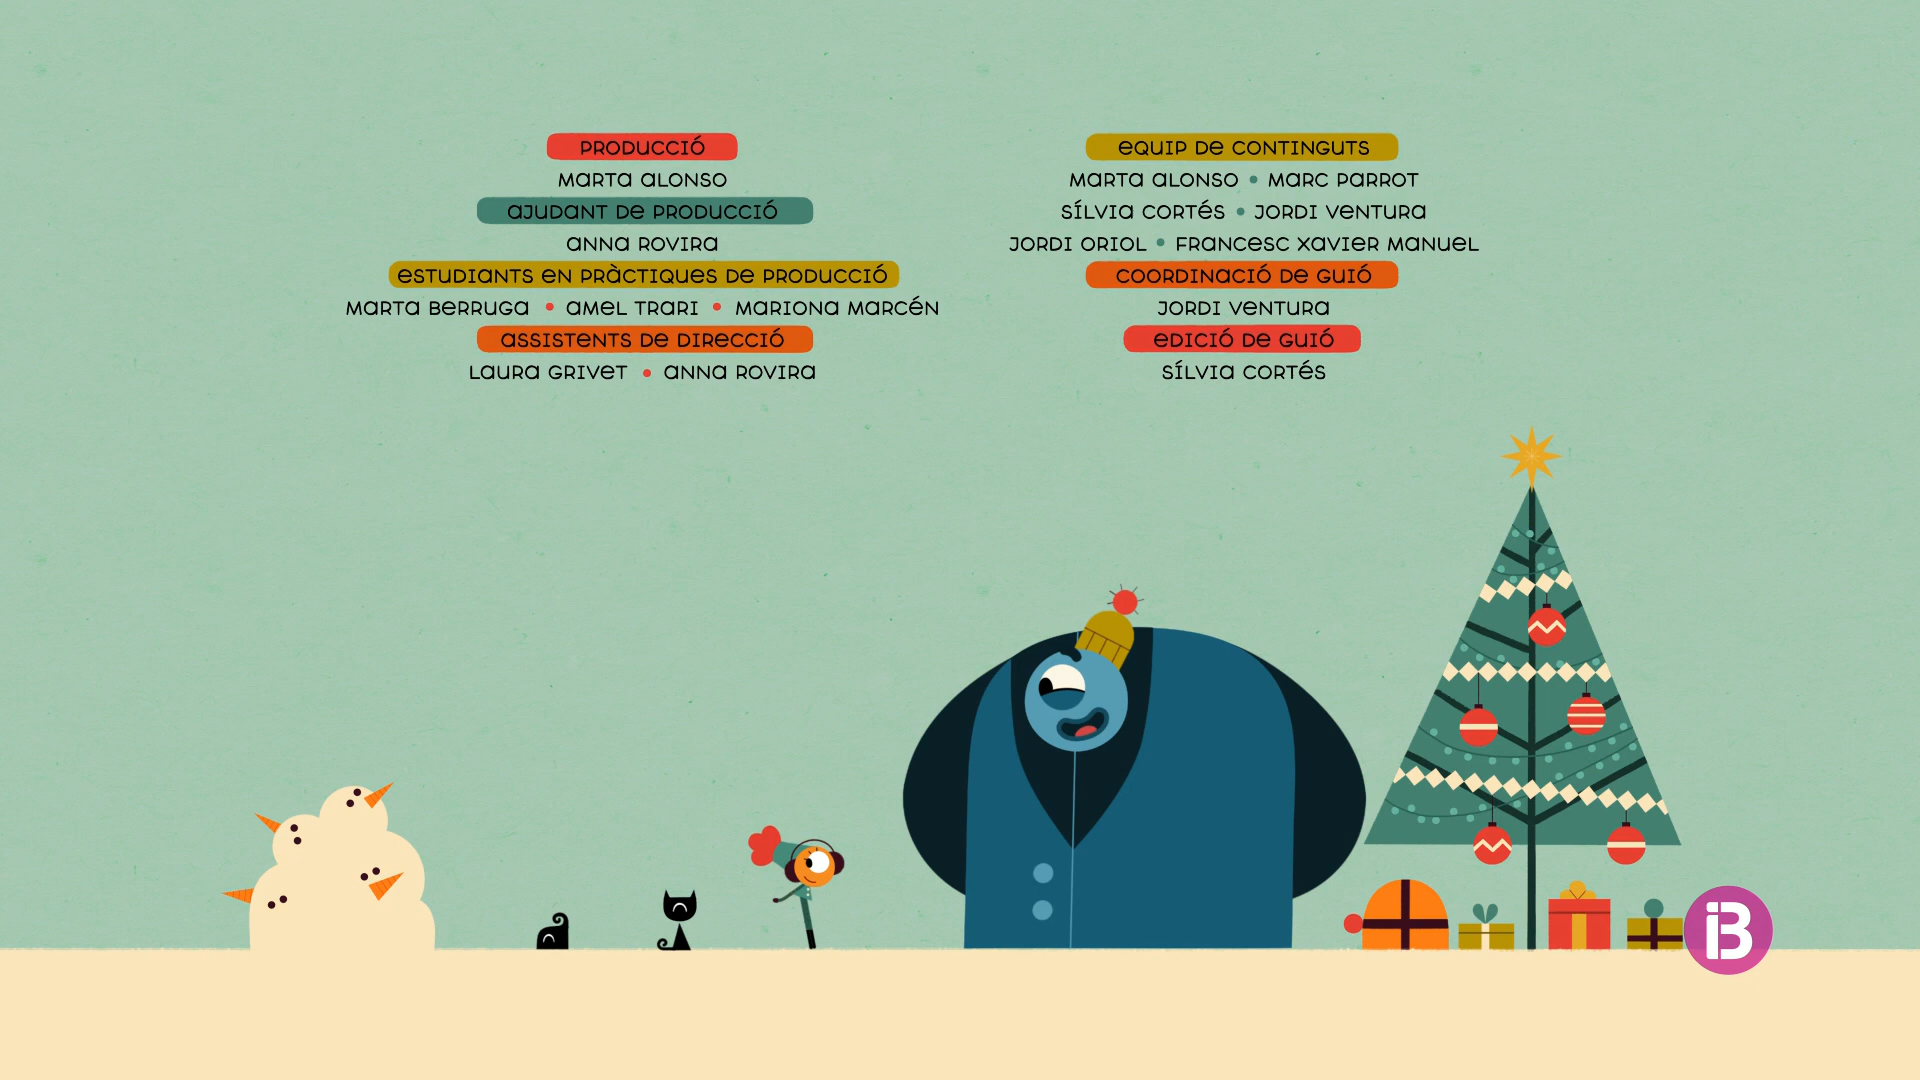 PRODUCCIÓ
MARTA ALONSO
AJUDANT DE PRODUCCIÓ
ANNA ROVIRA
ESTUDIANTS EN PRÀCTIQUES DE PRODUCCIÓ
MARTA BERRUGA • AMEL TRARI • MARIONA MARCÉN
ASSISTENTS DE DIRECCIÓ
LAURA GRIVET • ANNA ROVIRA
EQUIP DE CONTINGUTS
MARTA ALONSO • MARC PARROT
SÍLVIA CORTÉS • JORDI VENTURA
JORDI ORIOL • FRANCESC XAVIER MANUEL
COORDINACIÓ DE GUIÓ
JORDI VENTURA
EDICIÓ DE GUIÓ
SÍLVIA CORTÉS
IB